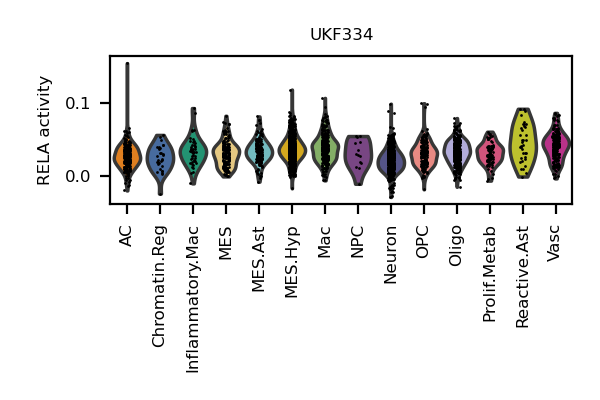 UKF334
RELA activity
0.1
0.0
AC
Chromatin.Reg
Inflammatory.Mac
MES
MES.Ast
MES.Hyp
Mac
NPC
Neuron
OPC
Oligo
Prolif.Metab
Reactive.Ast
Vasc